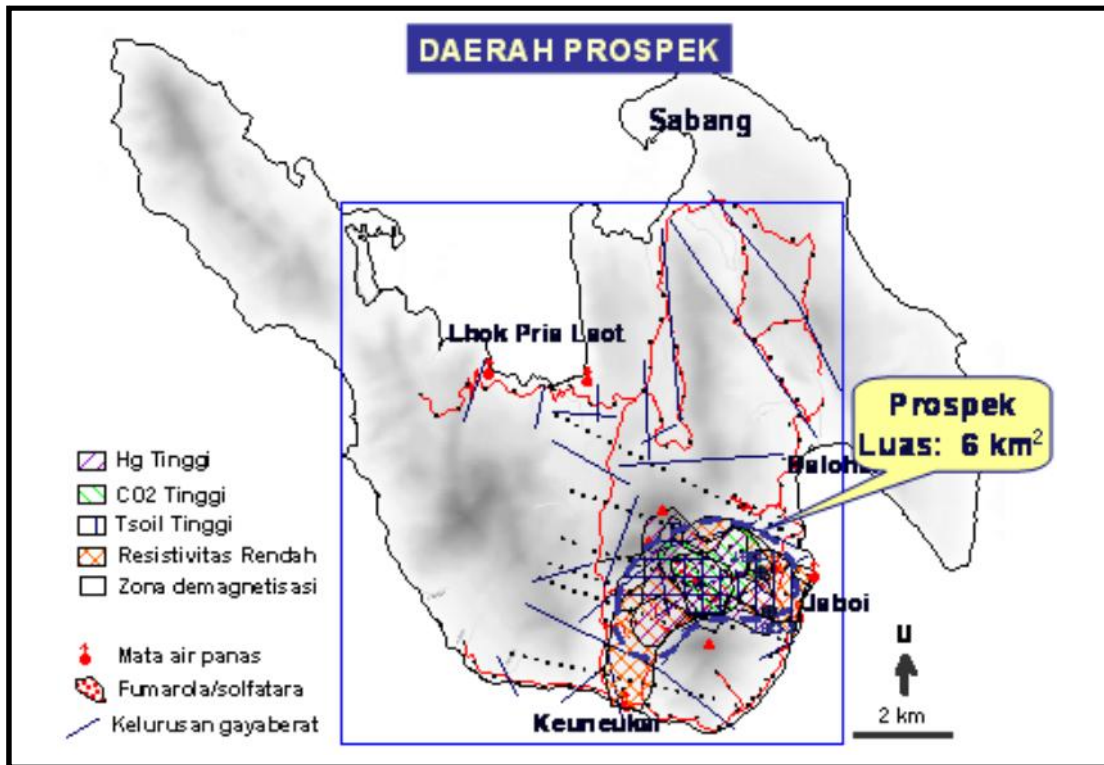 DAERAH PROSPEK
Sabang
Lhok Pria Laot
Prospek
Luas: 6 km²
Hg Tinggi
CO2 Tinggi
Tsoil Tinggi
Resistivitas Rendah
Zona demagnetisasi
Jaboi
U
Mata air panas
Fumarola/solfatara
Kelurusan gayaberat
Keuneukai
2 km